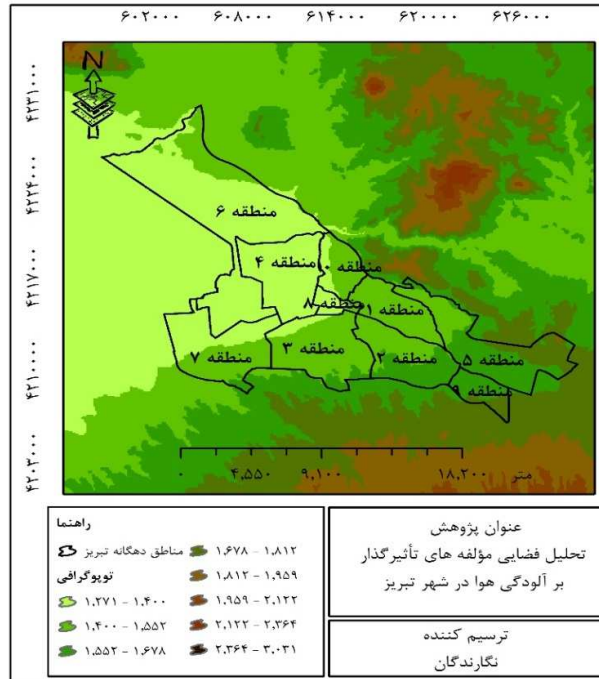 ۶۰۲۰۰۰ ۶۰۸۰۰۰ ۶۱۴۰۰۰ ۶۲۰۰۰۰ ۶۲۶۰۰۰
۴۲۳۱۰۰۰
۴۲۲۴۰۰۰
۴۲۱۷۰۰۰
۴۲۱۰۰۰۰
۴۲۰۳۰۰۰
N
منطقه ۶
منطقه ۴
منطقه ۱۰
منطقه ۸
منطقه ۱
منطقه ۷
منطقه ۳
منطقه ۲
منطقه ۵
منطقه ۹
۰ ۴,۵۵۰ ۹,۱۰۰ ۱۸,۲۰۰ متر
راهنما
مناطق دهگانه تبریز
توپوگرافی
۱,۲۷۱ - ۱,۴۰۰
۱,۴۰۰ - ۱,۵۵۲
۱,۵۵۲ - ۱,۶۷۸
۱,۶۷۸ - ۱,۸۱۲
۱,۸۱۲ - ۱,۹۵۹
۱,۹۵۹ - ۲,۱۲۲
۲,۱۲۲ - ۲,۳۶۴
۲,۳۶۴ - ۳,۰۳۱
عنوان پژوهش
تحلیل فضایی مؤلفه های تأثیرگذار
بر آلودگی هوا در شهر تبریز
ترسیم کننده
نگارندگان